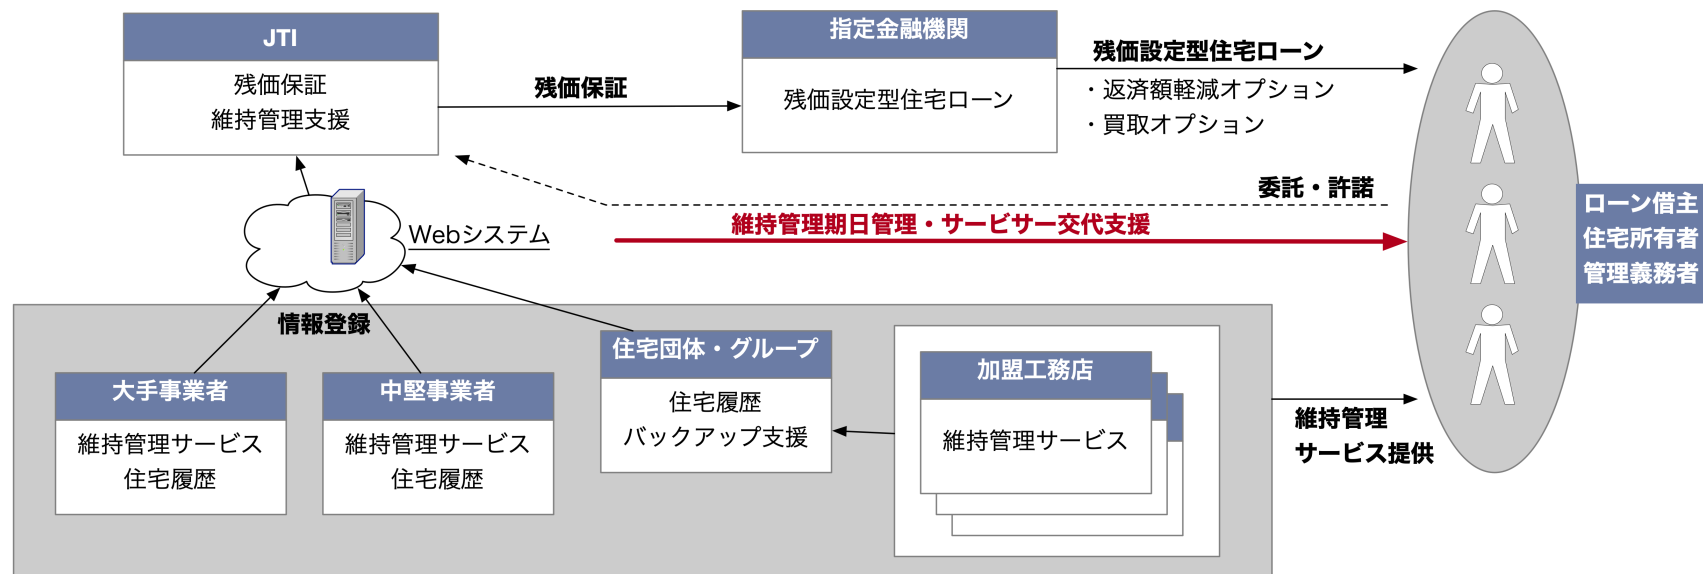 JTI
残価保証
維持管理支援
残価保証
指定金融機関
残価設定型住宅ローン
残価設定型住宅ローン
・返済額軽減オプション
・買取オプション
委託・許諾
維持管理期日管理・サービサー交代支援
ローン借主
住宅所有者
管理義務者
Webシステム
情報登録
大手事業者
維持管理サービス
住宅履歴
中堅事業者
維持管理サービス
住宅履歴
住宅団体・グループ
住宅履歴
バックアップ支援
加盟工務店
維持管理サービス
維持管理
サービス提供